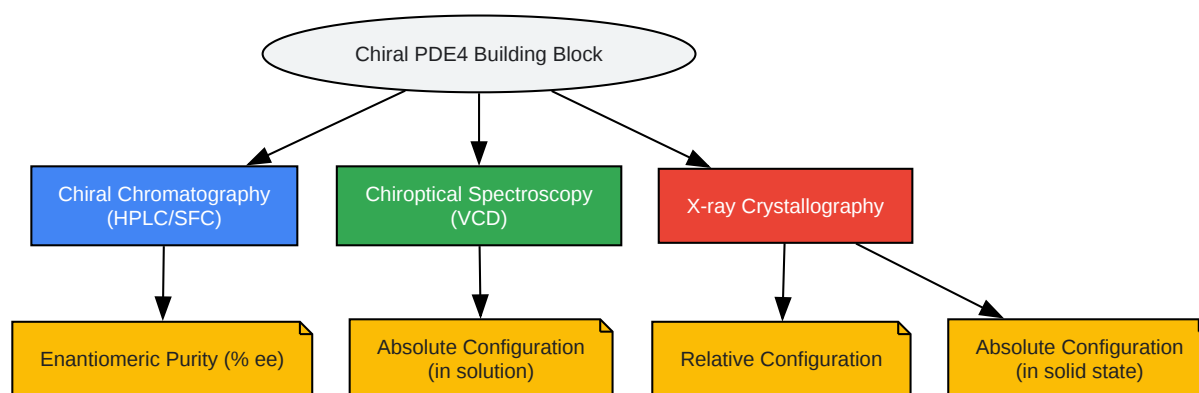 Chiral PDE4 Building Block
Chiral Chromatography
(HPLC/SFC)
Chiroptical Spectroscopy
(VCD)
X-ray Crystallography
Enantiomeric Purity (% ee)
Absolute Configuration
(in solution)
Relative Configuration
Absolute Configuration
(in solid state)